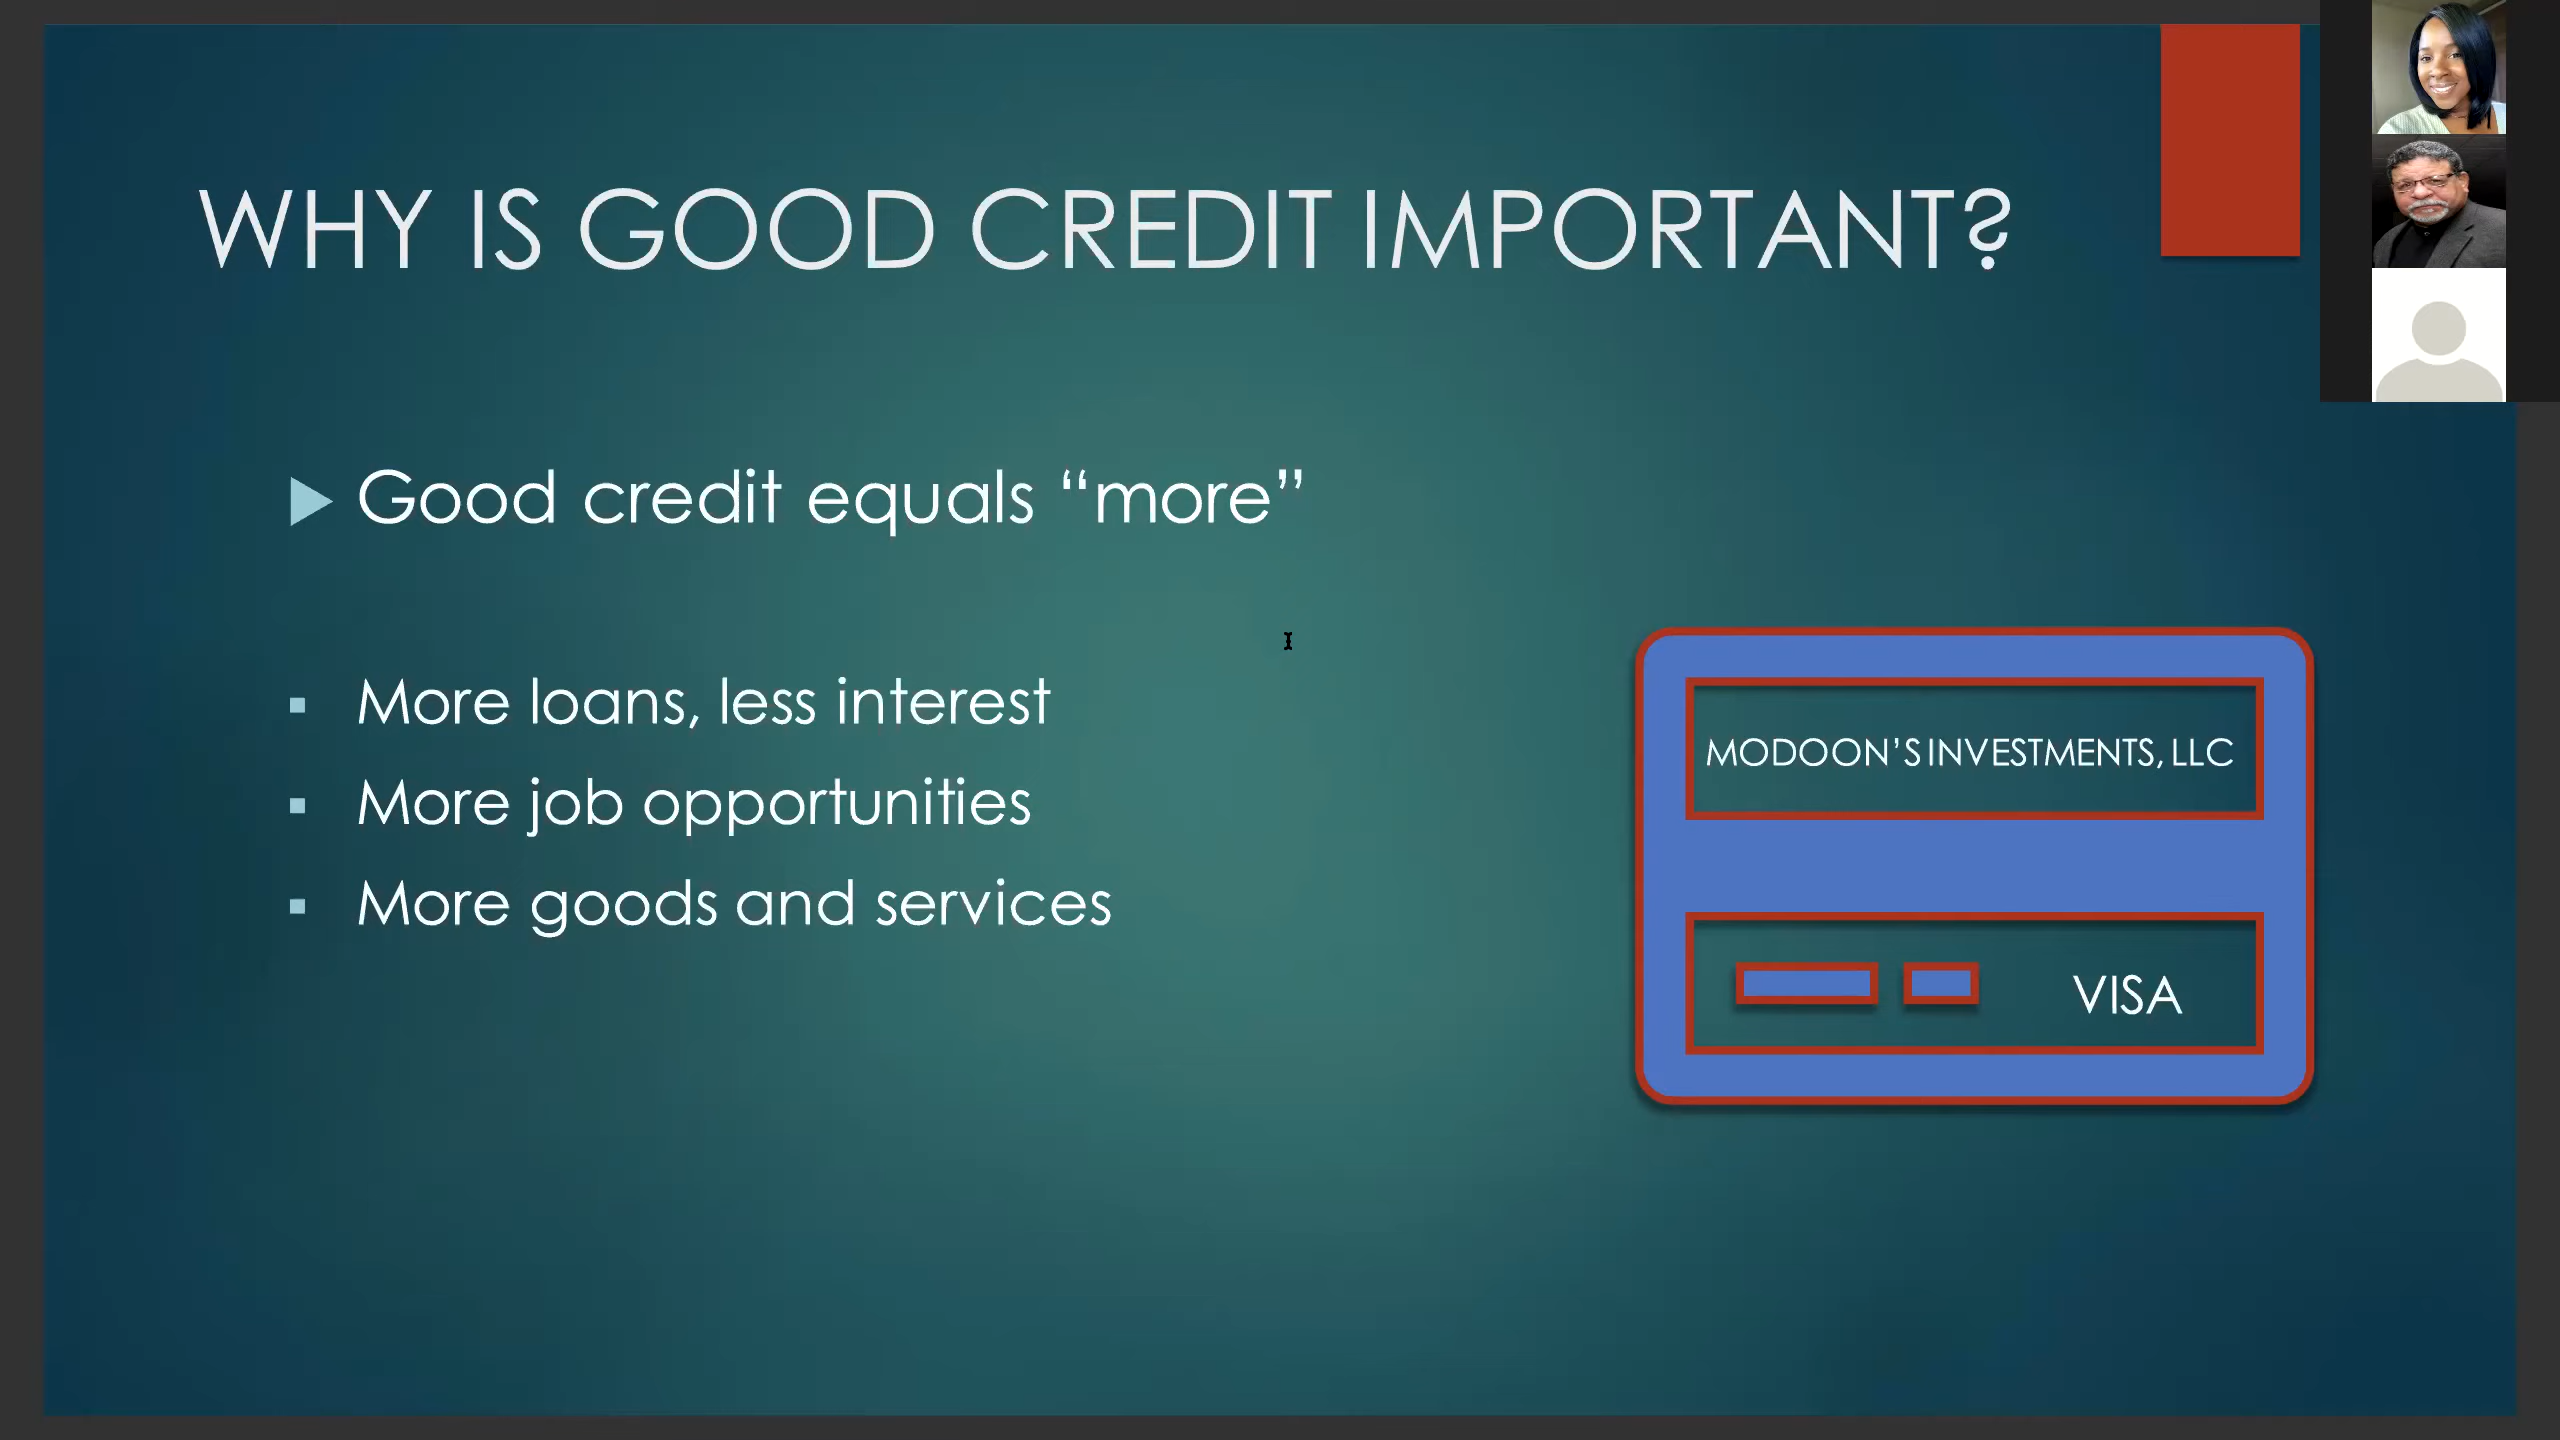 WHY IS GOOD CREDIT IMPORTANT?
Good credit equals “more”
More loans, less interest
More job opportunities
More goods and services
MODOON’S INVESTMENTS, LLC
VISA